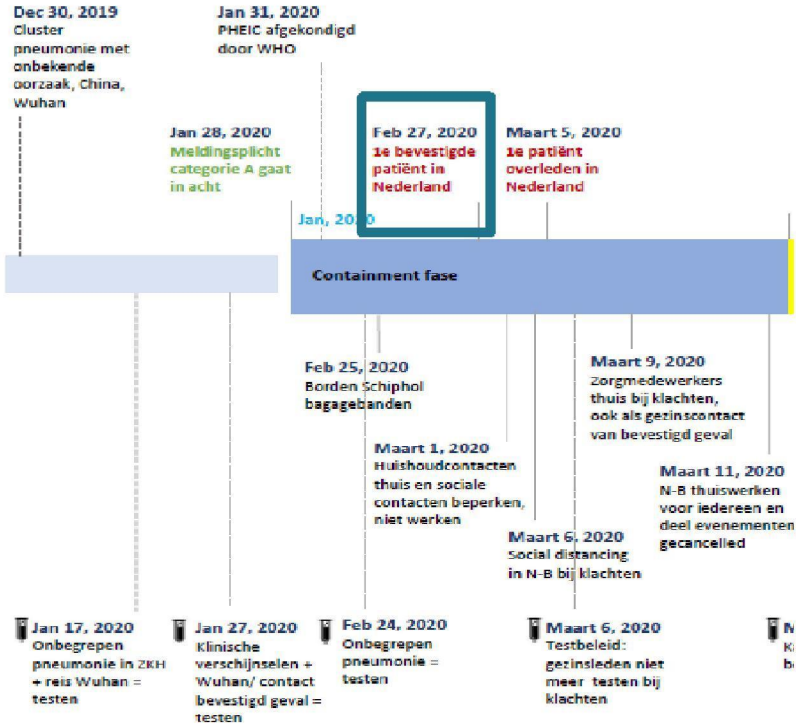 Dec 30, 2019
Cluster
pneumonie met
onbekende
oorzaak, China,
Wuhan
Jan 31, 2020
PHEIC afgekondigd
door WHO
Jan 28, 2020
Meldingsplicht
categorie A gaat
in acht
Feb 27, 2020
1e bevestigde
patiënt in
Nederland
Maart 5, 2020
1e patiënt
overleden in
Nederland
Jan, 2020
Containment fase
Feb 25, 2020
Borden Schiphol
bagagebanden
Maart 1, 2020
Huishoudcontacten
thuis en sociale
contacten beperken,
niet werken
Maart 6, 2020
Social distancing
in N-B bij klachten
Maart 9, 2020
Zorgmedewerkers
thuis bij klachten,
ook als gezinscontact
van bevestigd geval
Maart 11, 2020
N-B thuiswerken
voor iedereen en
deel evenementen
gecancelled
Jan 17, 2020
Onbegrepen
pneumonie in ZKH
+ reis Wuhan =
testen
Jan 27, 2020
Klinische
verschijnselen +
Wuhan/ contact
bevestigd geval =
testen
Feb 24, 2020
Onbegrepen
pneumonie =
testen
Maart 6, 2020
Testbeleid:
gezinsleden niet
meer testen bij
klachten